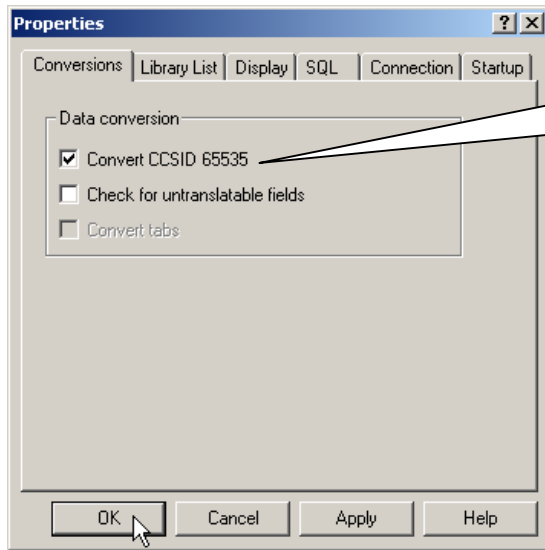 Properties
Conversions Library List Display SQL Connection Startup
Data conversion
Convert CCSID 65535
Check for untranslatable fields
Convert tabs
OK Cancel Apply Help